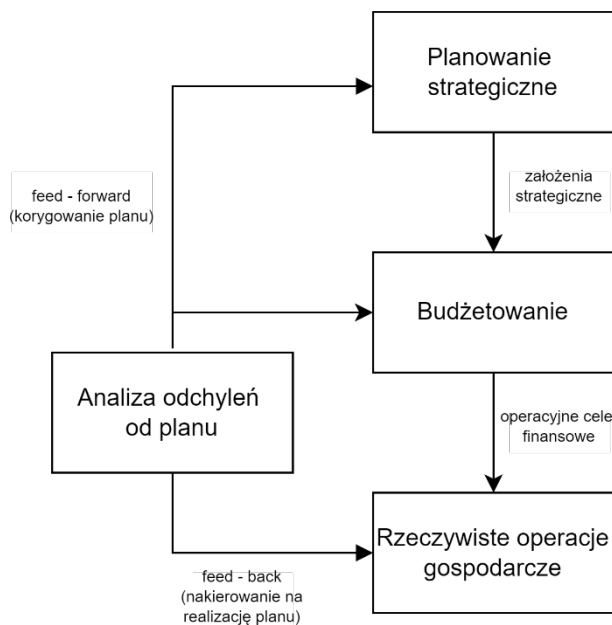 Planowanie
strategiczne
feed - forward
(korygowanie planu)
założenia
strategiczne
Budżetowanie
Analiza odchyleń
od planu
operacyjne cele
finansowe
Rzeczywiste operacje
gospodarcze
feed - back
(nakierowanie na
realizację planu)